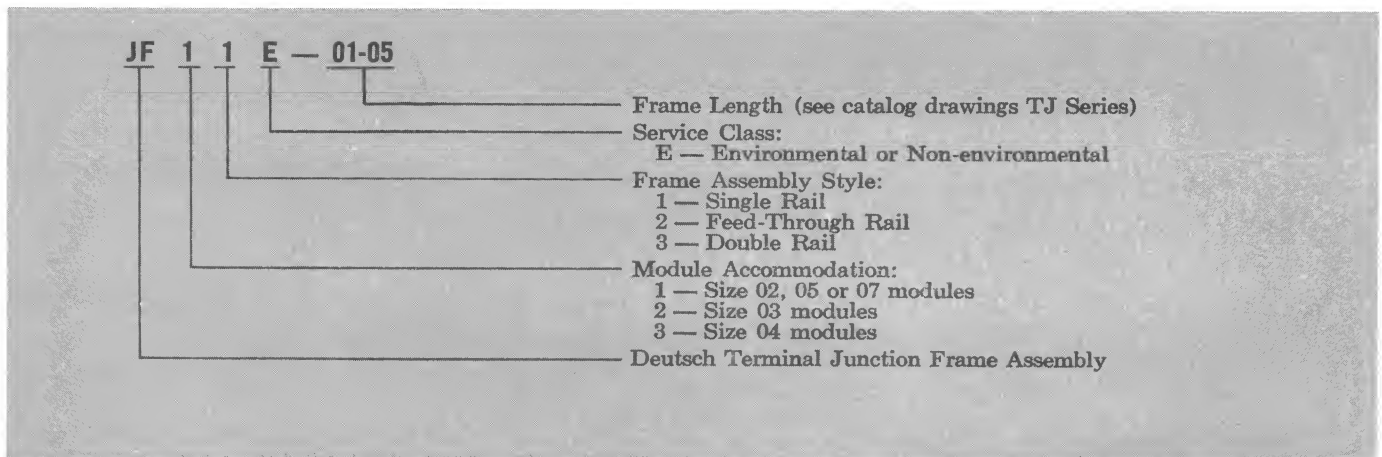 JF 1 1 E — 01-05
Frame Length (see catalog drawings TJ Series)
Service Class:
E — Environmental or Non-environmental
Frame Assembly Style:
1 — Single Rail
2 — Feed-Through Rail
3 — Double Rail
Module Accommodation:
1 — Size 02, 05 or 07 modules
2 — Size 03 modules
3 — Size 04 modules
Deutsch Terminal Junction Frame Assembly